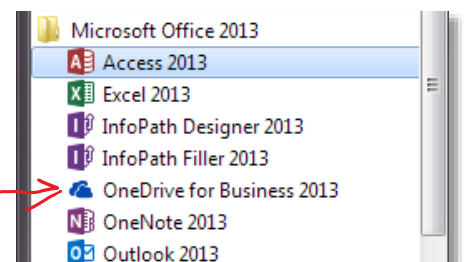 Microsoft Office 2013
Access 2013
Excel 2013
InfoPath Designer 2013
InfoPath Filler 2013
OneDrive for Business 2013
OneNote 2013
Outlook 2013